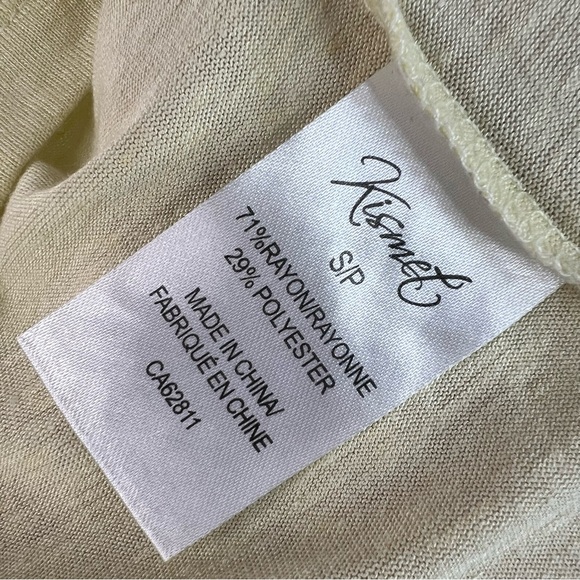 Kismet
S/P
71%RAYON/RAYONNE
29% POLYESTER
MADE IN CHINA/
FABRIQUÉ EN CHINE
CA62811